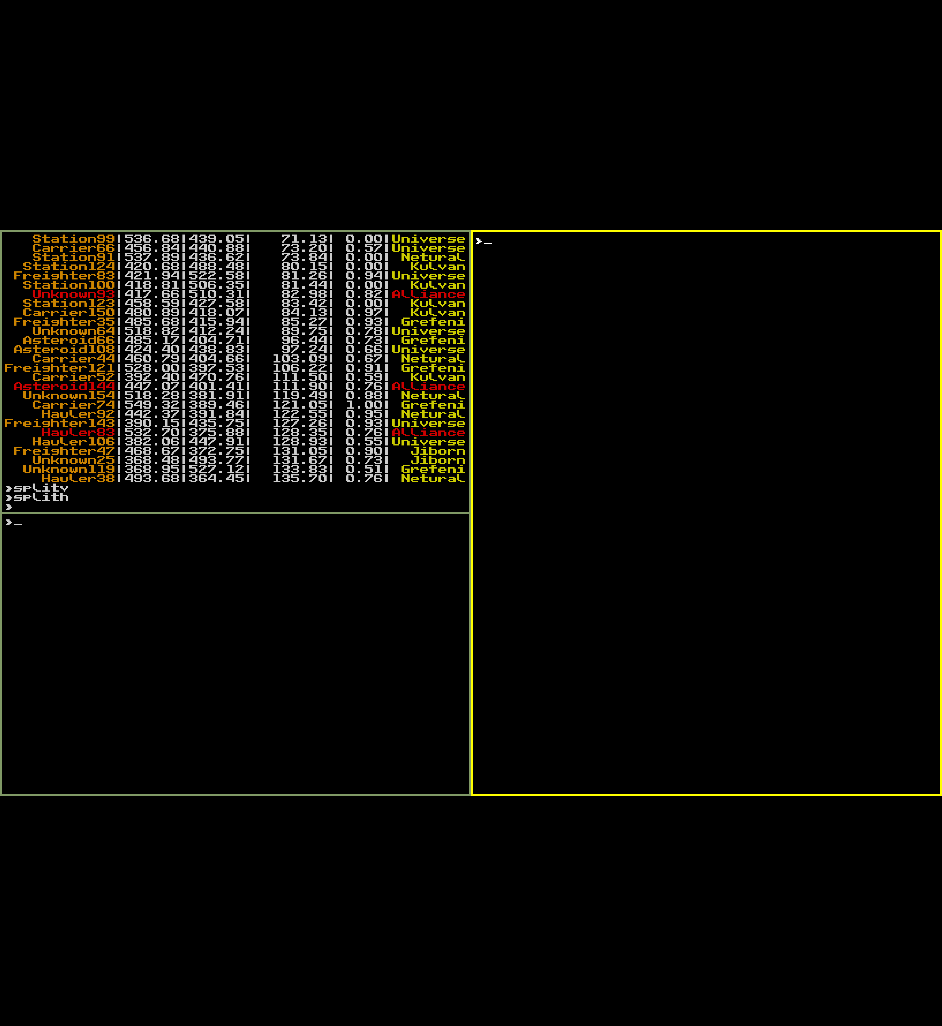 Station99|536.68|439.05| 71.13| 0.00|Universe
Carrier66|456.84|440.88| 73.20| 0.57|Universe
Station91|537.89|436.62| 73.84| 0.00| Netural
Station124|420.68|488.48| 80.15| 0.00| Kulvan
Freighter83|421.94|522.58| 81.26| 0.94|Universe
Station100|418.81|506.35| 81.44| 0.00| Kulvan
Unknown93|417.66|510.31| 82.98| 0.82|Alliance
Station123|458.59|427.58| 83.42| 0.00| Kulvan
Carrier150|480.89|418.07| 84.13| 0.97| Kulvan
Freighter35|485.68|415.94| 85.27| 0.93| Grefeni
Unknown64|518.82|412.24| 89.75| 0.78|Universe
Asteroid66|485.17|404.71| 96.44| 0.73| Grefeni
Asteroid108|424.40|438.83| 97.24| 0.66|Universe
Carrier44|460.79|404.66| 103.09| 0.67| Netural
Freighter121|528.00|397.53| 106.22| 0.91| Grefeni
Carrier52|392.40|470.76| 111.50| 0.59| Kulvan
Asteroid144|447.07|401.41| 111.90| 0.76|Alliance
Unknown154|518.28|381.91| 119.49| 0.88| Netural
Carrier74|549.32|389.46| 121.05| 1.00| Grefeni
Hauler92|442.37|391.84| 122.55| 0.95| Netural
Freighter143|390.15|435.75| 127.26| 0.93|Universe
Hauler83|532.70|375.88| 128.35| 0.76|Alliance
Hauler106|382.06|447.91| 128.93| 0.55|Universe
Freighter47|468.67|372.75| 131.05| 0.90| Jiborn
Unknown25|368.48|493.77| 131.67| 0.73| Jiborn
Unknown119|368.95|527.12| 133.83| 0.51| Grefeni
Hauler38|493.68|364.45| 135.70| 0.76| Netural
>splitv
>splith
>
>_
>_